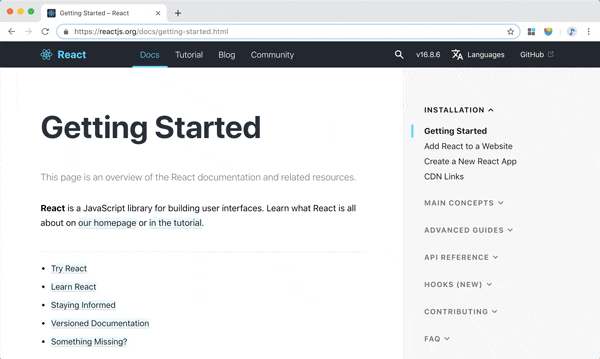 Getting Started – React
https://reactjs.org/docs/getting-started.html
React Docs Tutorial Blog Community v16.8.6 Languages GitHub
Getting Started
This page is an overview of the React documentation and related resources.
React is a JavaScript library for building user interfaces. Learn what React is all
about on our homepage or in the tutorial.
Try React
Learn React
Staying Informed
Versioned Documentation
Something Missing?
INSTALLATION
Getting Started
Add React to a Website
Create a New React App
CDN Links
MAIN CONCEPTS
ADVANCED GUIDES
API REFERENCE
HOOKS (NEW)
CONTRIBUTING
FAQ